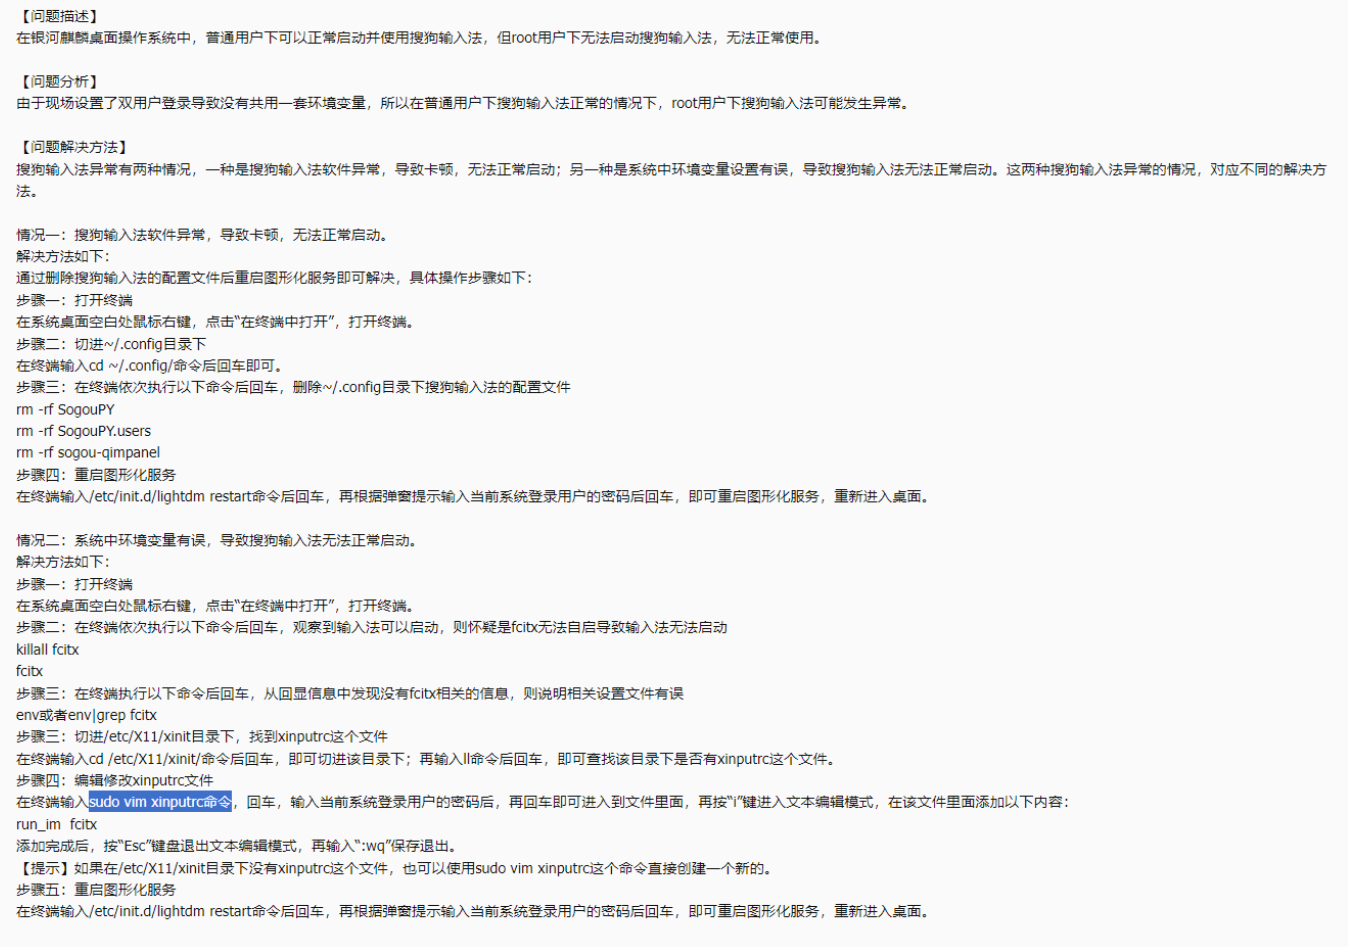 【问题描述】
在银河麒麟桌面操作系统中，普通用户下可以正常启动并使用搜狗输入法，但root用户下无法启动搜狗输入法，无法正常使用。
【问题分析】
由于现场设置了双用户登录导致没有共用一套环境变量，所以在普通用户下搜狗输入法正常的情况下，root用户下搜狗输入法可能发生异常。
【问题解决方法】
搜狗输入法异常有两种情况，一种是搜狗输入法软件异常，导致卡顿，无法正常启动；另一种是系统中环境变量设置有误，导致搜狗输入法无法正常启动。这两种搜狗输入法异常的情况，对应不同的解决方
法。
情况一：搜狗输入法软件异常，导致卡顿，无法正常启动。
解决方法如下：
通过删除搜狗输入法的配置文件后重启图形化服务即可解决，具体操作步骤如下：
步骤一：打开终端
在系统桌面空白处鼠标右键，点击“在终端中打开”，打开终端。
步骤二：切进~/.config目录下
在终端输入cd ~/.config/命令后回车即可。
步骤三：在终端依次执行以下命令后回车，删除~/.config目录下搜狗输入法的配置文件
rm -rf SogouPY
rm -rf SogouPY.users
rm -rf sogou-qimpanel
步骤四：重启图形化服务
在终端输入/etc/init.d/lightdm restart命令后回车，再根据弹窗提示输入当前系统登录用户的密码后回车，即可重启图形化服务，重新进入桌面。
情况二：系统中环境变量有误，导致搜狗输入法无法正常启动。
解决方法如下：
步骤一：打开终端
在系统桌面空白处鼠标右键，点击“在终端中打开”，打开终端。
步骤二：在终端依次执行以下命令后回车，观察到输入法可以启动，则怀疑是fcitx无法自启导致输入法无法启动
killall fcitx
fcitx
步骤三：在终端执行以下命令后回车，从回显信息中发现没有fcitx相关的信息，则说明相关设置文件有误
env或者env|grep fcitx
步骤三：切进/etc/X11/xinit目录下，找到xinputrc这个文件
在终端输入cd /etc/X11/xinit/命令后回车，即可切进该目录下；再输入ll命令后回车，即可查找该目录下是否有xinputrc这个文件。
步骤四：编辑修改xinputrc文件
在终端输入sudo vim xinputrc命令，回车，输入当前系统登录用户的密码后，再回车即可进入到文件里面，再按“i”键进入文本编辑模式，在该文件里面添加以下内容：
run_im  fcitx
添加完成后，按“Esc”键盘退出文本编辑模式，再输入“:wq”保存退出。
【提示】如果在/etc/X11/xinit目录下没有xinputrc这个文件，也可以使用sudo vim xinputrc这个命令直接创建一个新的。
步骤五：重启图形化服务
在终端输入/etc/init.d/lightdm restart命令后回车，再根据弹窗提示输入当前系统登录用户的密码后回车，即可重启图形化服务，重新进入桌面。